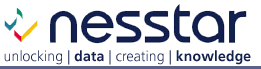 nesstar
unlocking | data | creating | knowledge